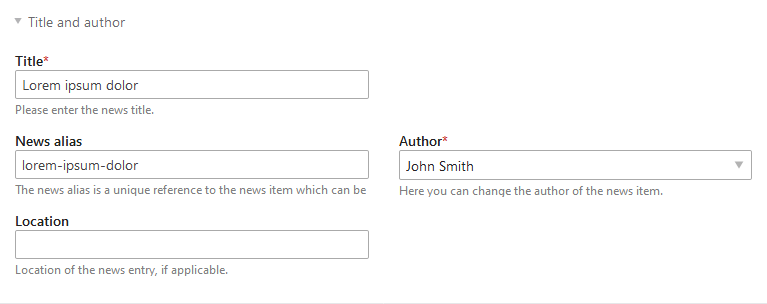 Title and author
Title*
Lorem ipsum dolor
Please enter the news title.
News alias
lorem-ipsum-dolor
The news alias is a unique reference to the news item which can be
Author*
John Smith
Here you can change the author of the news item.
Location
Location of the news entry, if applicable.